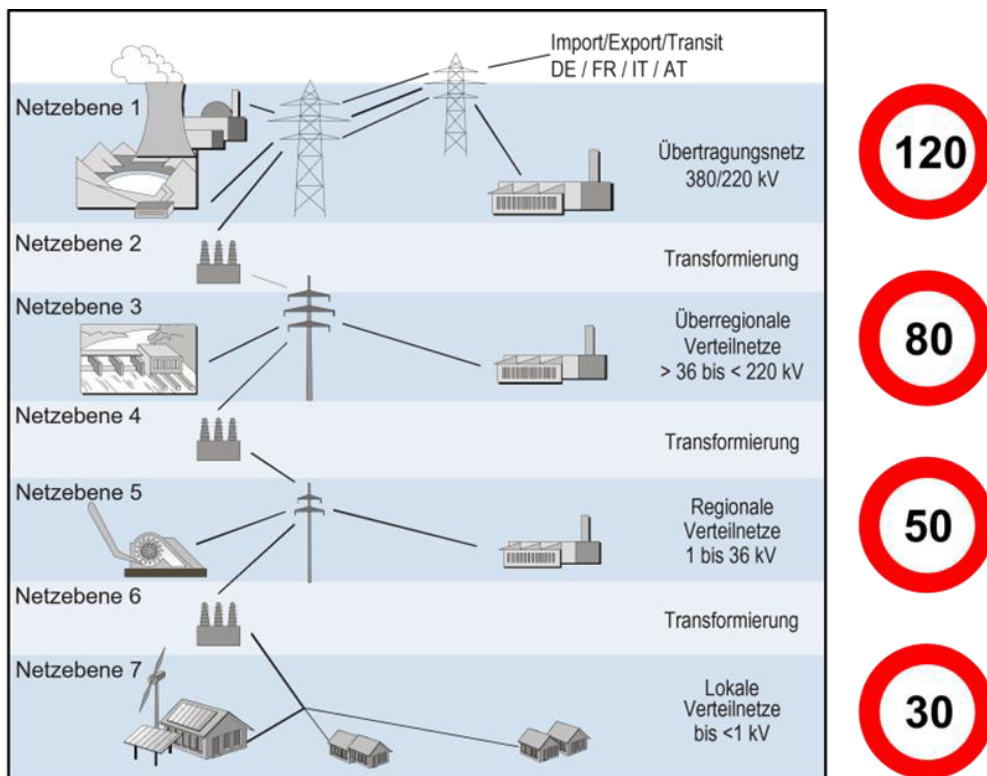 Import/Export/Transit
DE / FR / IT / AT
Netzebene 1
Übertragungsnetz
380/220 kV
120
Netzebene 2
Transformierung
Netzebene 3
Überregionale
Verteilnetze
> 36 bis < 220 kV
80
Netzebene 4
Transformierung
Netzebene 5
Regionale
Verteilnetze
1 bis 36 kV
50
Netzebene 6
Transformierung
Netzebene 7
Lokale
Verteilnetze
bis <1 kV
30